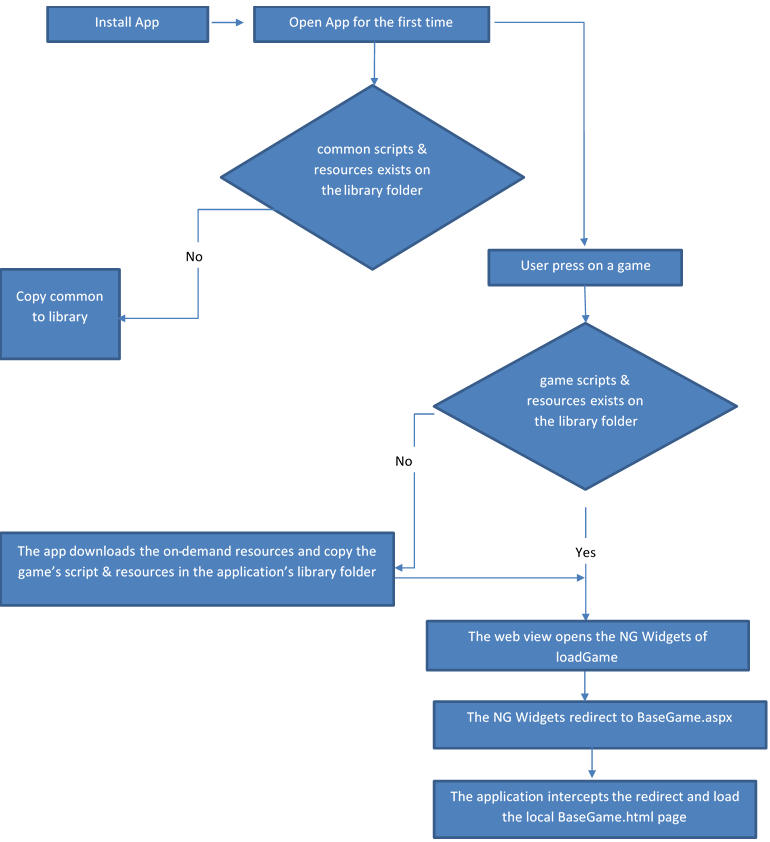 Install App
Open App for the first time
common scripts &
resources exists on
the library folder
No
Copy common
to library
User press on a game
game scripts &
resources exists on
the library folder
No
The app downloads the on-demand resources and copy the
game's script & resources in the application's library folder
Yes
The web view opens the NG Widgets of
loadGame
The NG Widgets redirect to BaseGame.aspx
The application intercepts the redirect and load
the local BaseGame.html page